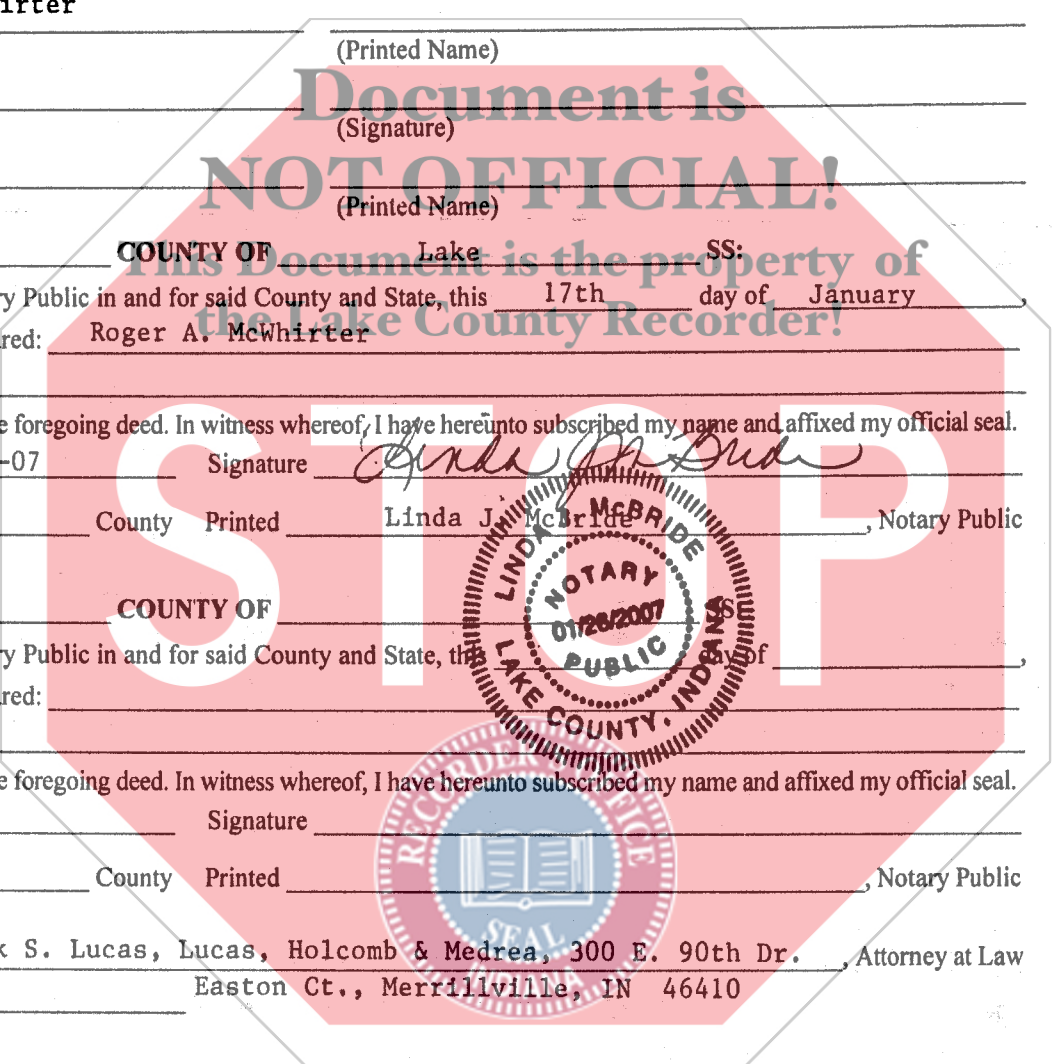 irter
(Printed Name)
Document is
(Signature)
NOT OFFICIAL!
(Printed Name)
COUNTY OF Lake SS:
This Document is the property of
ry Public in and for said County and State, this 17th day of January ,
the Lake County Recorder!
red: Roger A. McWhirter
e foregoing deed. In witness whereof, I have hereunto subscribed my name and affixed my official seal.
-07 Signature Linda J McBride
County Printed Linda J. McBride , Notary Public
STOP
LINDA McBRIDE
NOTARY
01/26/2007
PUBLIC
LAKE COUNTY, INDIANA
COUNTY OF SS:
ry Public in and for said County and State, this day of ,
red:
e foregoing deed. In witness whereof, I have hereunto subscribed my name and affixed my official seal.
Signature
County Printed , Notary Public
RECORDER OFFICE
SEAL
INDIANA
k S. Lucas, Lucas, Holcomb & Medrea, 300 E. 90th Dr. , Attorney at Law
Easton Ct., Merrillville, IN 46410